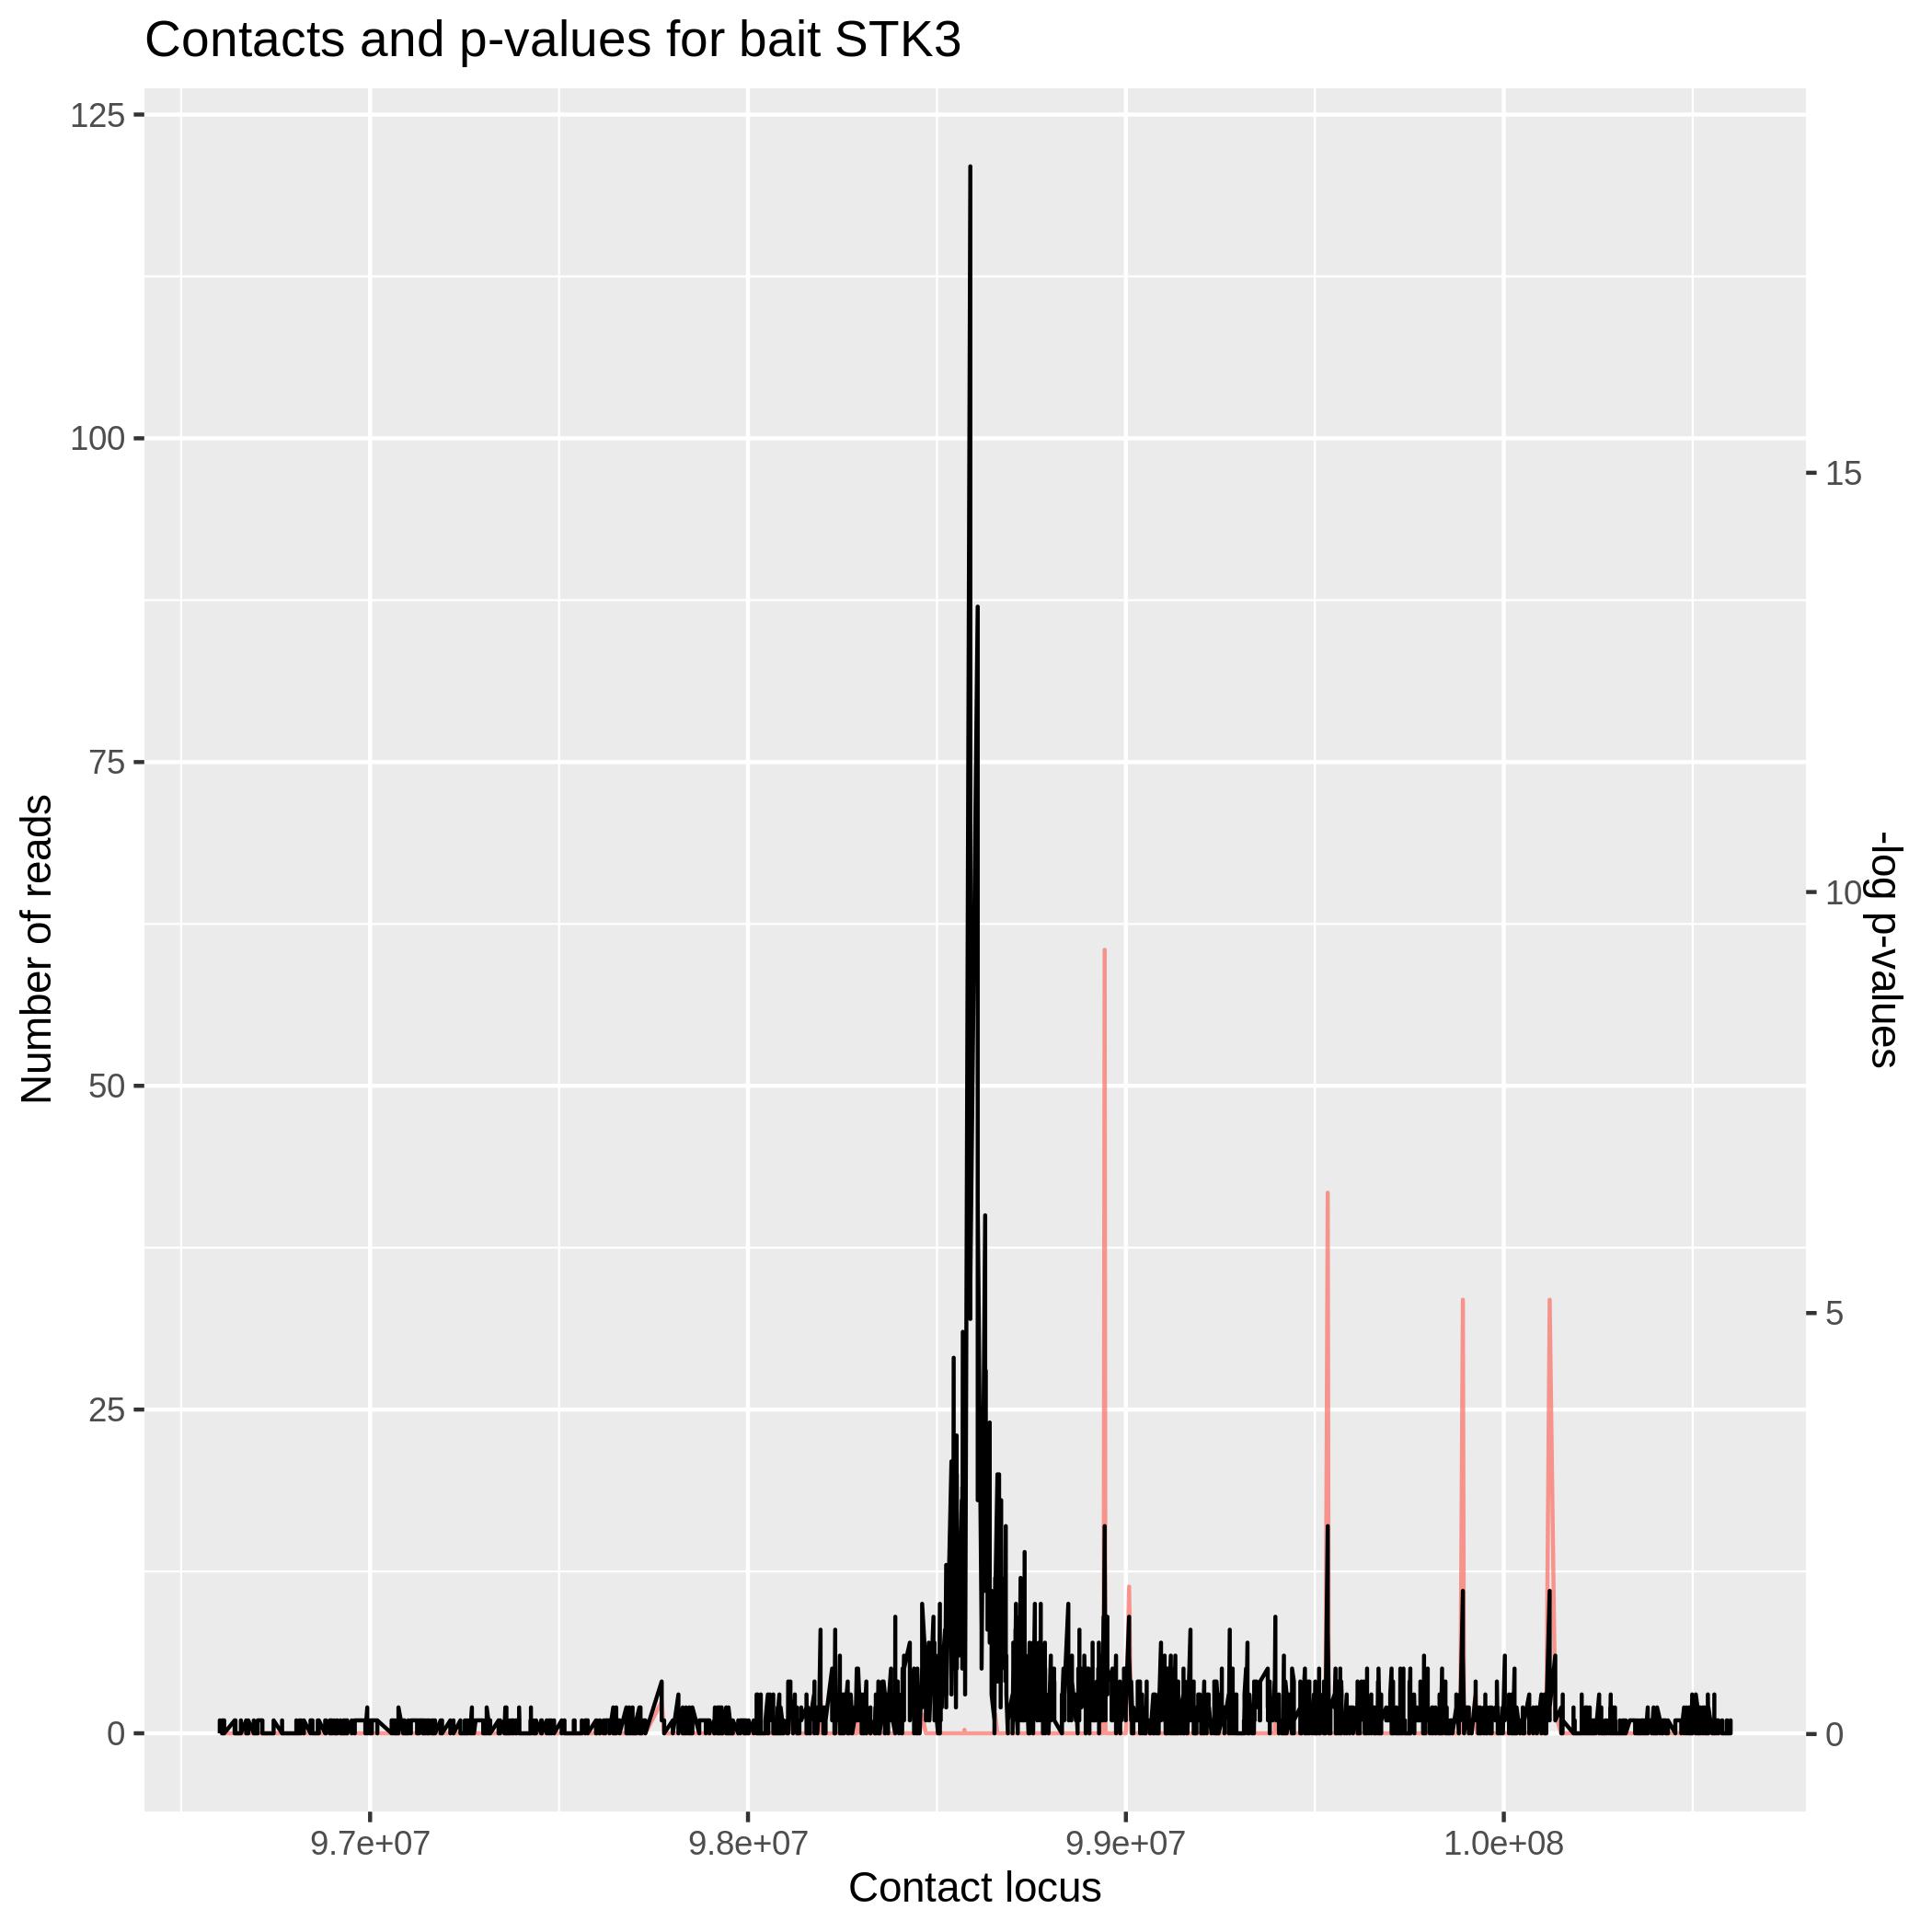 Contacts and p-values for bait STK3
125
100
75
50
25
0
Number of reads
15
10
5
0
-log p-values
9.7e+07 9.8e+07 9.9e+07 1.0e+08
Contact locus